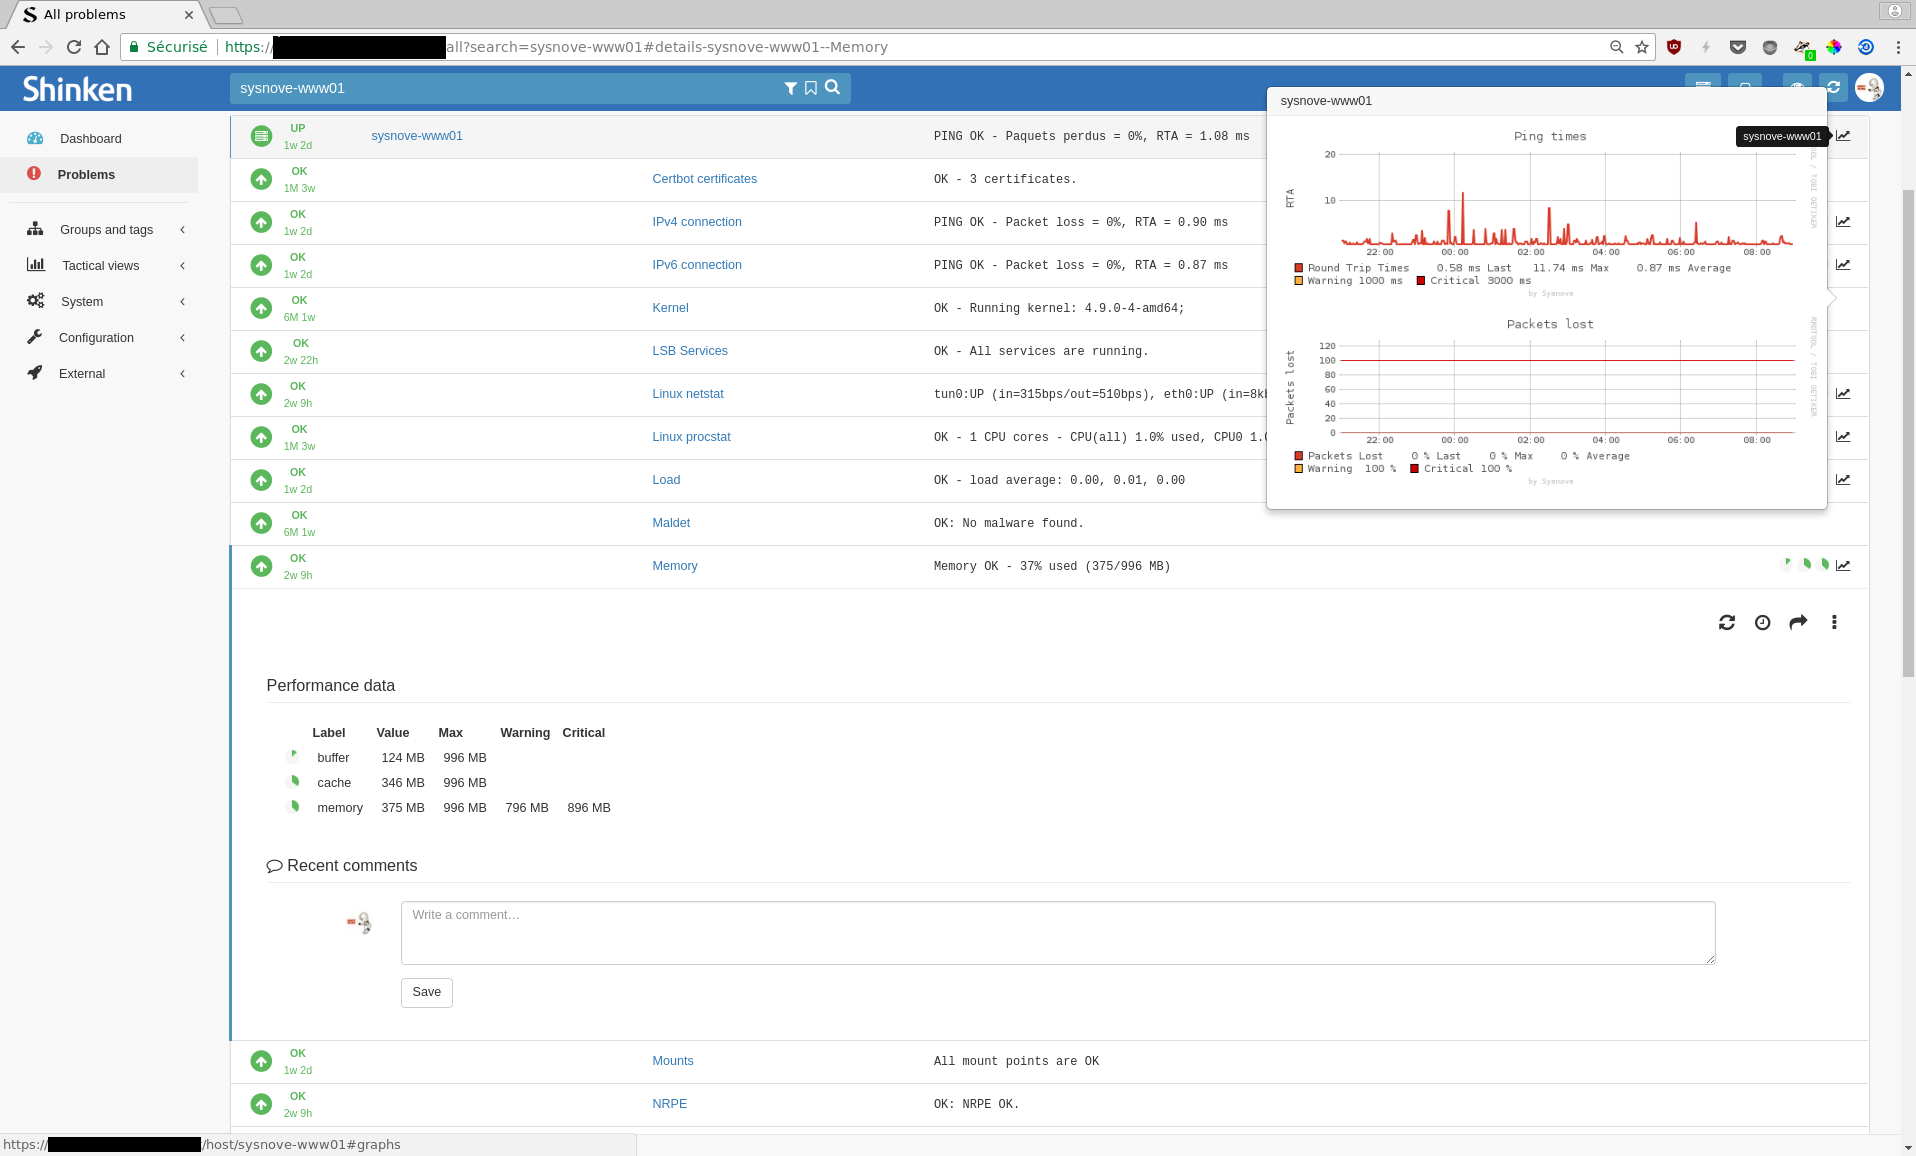 All problems
Sécurisé https:// all?search=sysnove-www01#details-sysnove-www01--Memory
0
Shinken
sysnove-www01
Dashboard
Problems
Groups and tags
Tactical views
System
Configuration
External
UP
1w 2d
sysnove-www01
PING OK - Paquets perdus = 0%, RTA = 1.08 ms
OK
1M 3w
Certbot certificates
OK - 3 certificates.
OK
1w 2d
IPv4 connection
PING OK - Packet loss = 0%, RTA = 0.90 ms
OK
1w 2d
IPv6 connection
PING OK - Packet loss = 0%, RTA = 0.87 ms
OK
6M 1w
Kernel
OK - Running kernel: 4.9.0-4-amd64;
OK
2w 22h
LSB Services
OK - All services are running.
OK
2w 9h
Linux netstat
tun0:UP (in=315bps/out=510bps), eth0:UP (in=8kb
OK
1M 3w
Linux procstat
OK - 1 CPU cores - CPU(all) 1.0% used, CPU0 1.0
OK
1w 2d
Load
OK - load average: 0.00, 0.01, 0.00
OK
6M 1w
Maldet
OK: No malware found.
OK
2w 9h
Memory
Memory OK - 37% used (375/996 MB)
sysnove-www01
sysnove-www01
Ping times
RTA
20
10
22:00 00:00 02:00 04:00 06:00 08:00
Round Trip Times 0.58 ms Last 11.74 ms Max 0.87 ms Average
Warning 1000 ms Critical 3000 ms
by Sysnove
TOOL / TOBI OETIKER
Packets lost
Packets lost
120
100
80
60
40
20
0
22:00 00:00 02:00 04:00 06:00 08:00
Packets Lost 0 % Last 0 % Max 0 % Average
Warning 100 % Critical 100 %
by Sysnove
RRDTOOL / TOBI OETIKER
Performance data
Label Value Max Warning Critical
buffer 124 MB 996 MB
cache 346 MB 996 MB
memory 375 MB 996 MB 796 MB 896 MB
Recent comments
Write a comment…
Save
OK
1w 2d
Mounts
All mount points are OK
OK
2w 9h
NRPE
OK: NRPE OK.
https:// /host/sysnove-www01#graphs